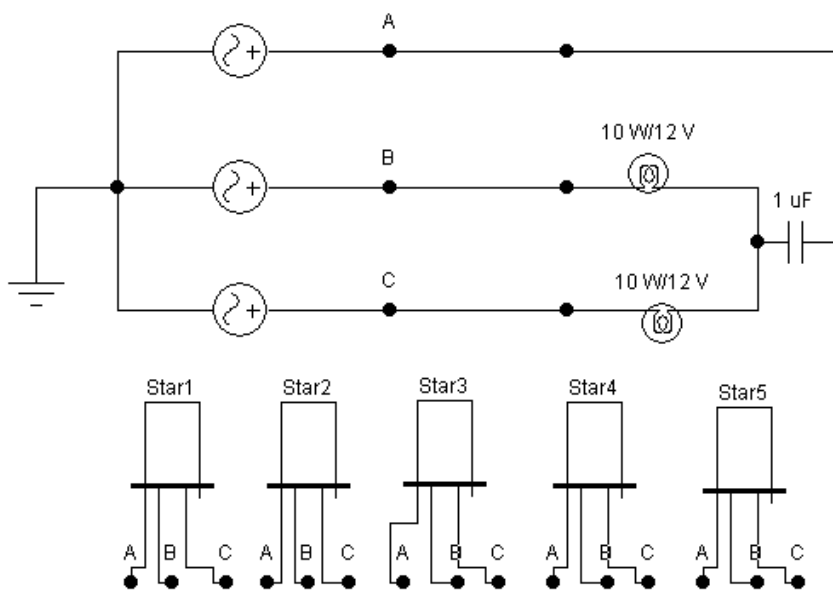 A
10 W/12 V
B
1 uF
C
10 W/12 V
Star1 Star2 Star3 Star4 Star5
A B C A B C A B C A B C A B C